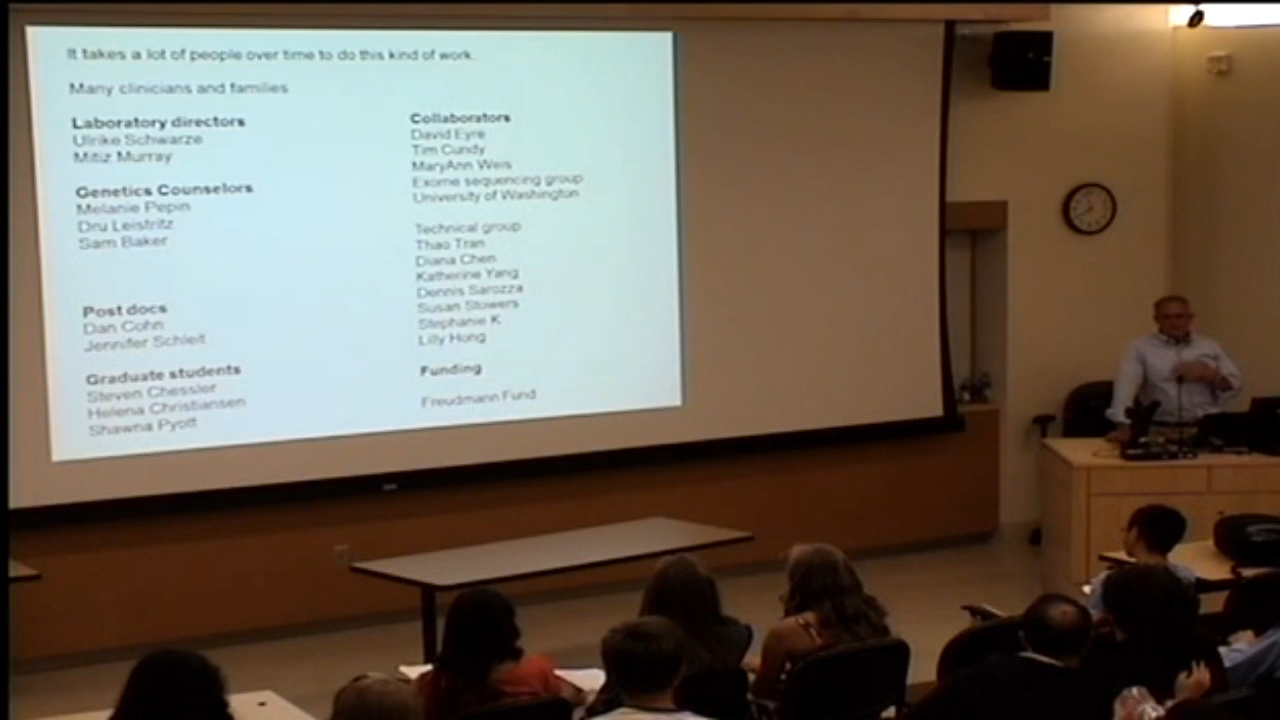 It takes a lot of people over time to do this kind of work.
Many clinicians and families
Laboratory directors
Ulrike Schwarze
Mitiz Murray
Genetics Counselors
Melanie Pepin
Dru Leistritz
Sam Baker
Post docs
Dan Cohn
Jennifer Schleit
Graduate students
Steven Chessler
Helena Christiansen
Shawna Pyott
Collaborators
David Eyre
Tim Cundy
MaryAnn Weis
Exome sequencing group
University of Washington
Technical group
Thao Tran
Diana Chen
Katherine Yang
Dennis Sarozza
Susan Stowers
Stephanie K
Lilly Hong
Funding
Freudmann Fund